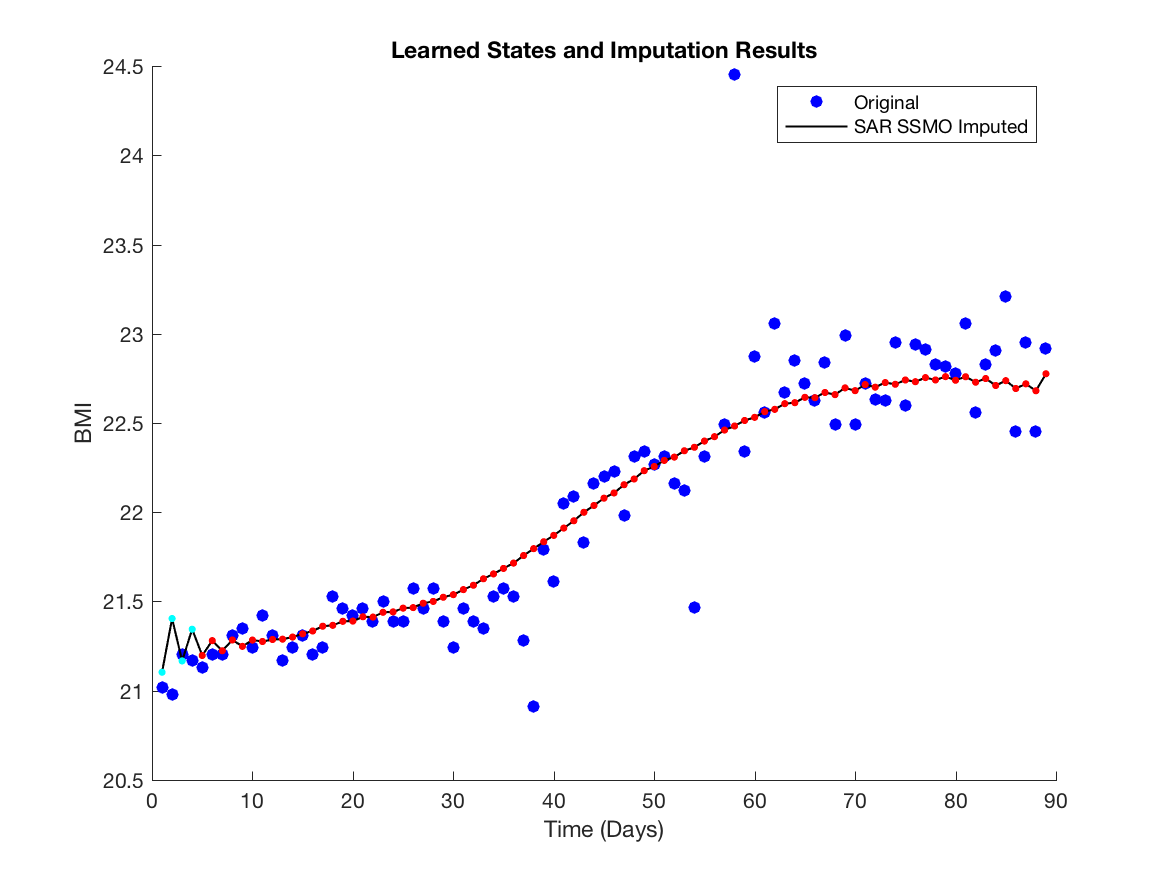 Learned States and Imputation Results
24.5
24
23.5
23
22.5
22
21.5
21
20.5
BMI
0 10 20 30 40 50 60 70 80 90
Time (Days)
Original
SAR SSMO Imputed